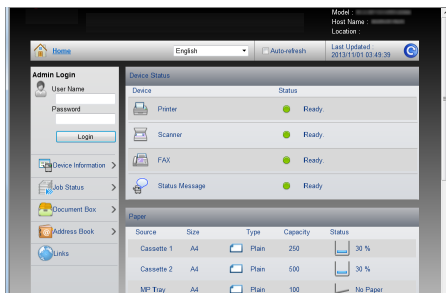 Model :
Host Name :
Location :
Home
English
Auto-refresh
Last Updated :
2013/11/01 03:49:39
Admin Login
User Name
Password
Login
Device Information
Job Status
Document Box
Address Book
Links
Device Status
Device Status
Printer Ready.
Scanner Ready.
FAX Ready.
Status Message Ready.
Paper
Source Size Type Capacity Status
Cassette 1 A4 Plain 250 30 %
Cassette 2 A4 Plain 500 30 %
MP Tray A4 Plain 100 No Paper